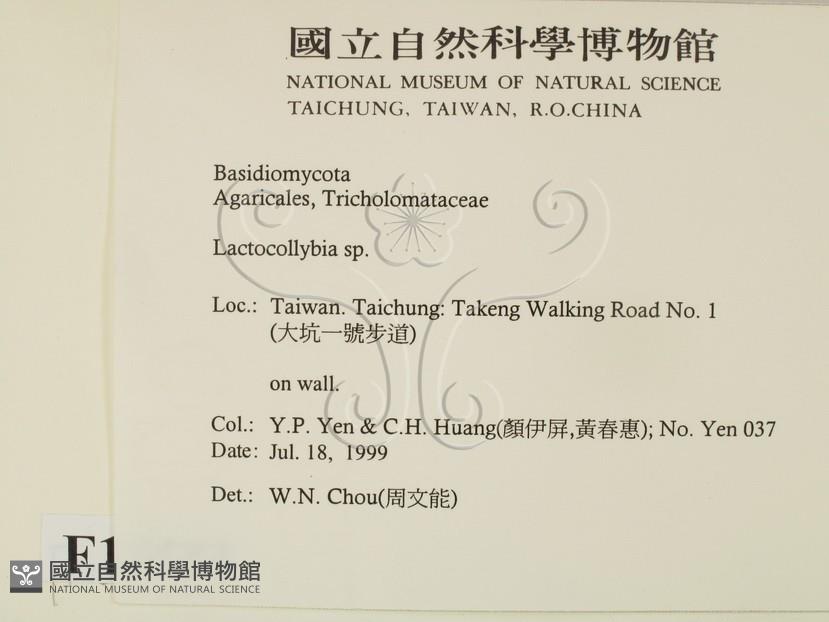 國立自然科學博物館
NATIONAL MUSEUM OF NATURAL SCIENCE
TAICHUNG, TAIWAN, R.O.CHINA
Basidiomycota
Agaricales, Tricholomataceae
Lactocollybia sp.
Loc.: Taiwan. Taichung: Takeng Walking Road No. 1
(大坑一號步道)
on wall.
Col.: Y.P. Yen & C.H. Huang(顏伊屏,黃春惠); No. Yen 037
Date: Jul. 18, 1999
Det.: W.N. Chou(周文能)
F1
國立自然科學博物館
NATIONAL MUSEUM OF NATURAL SCIENCE